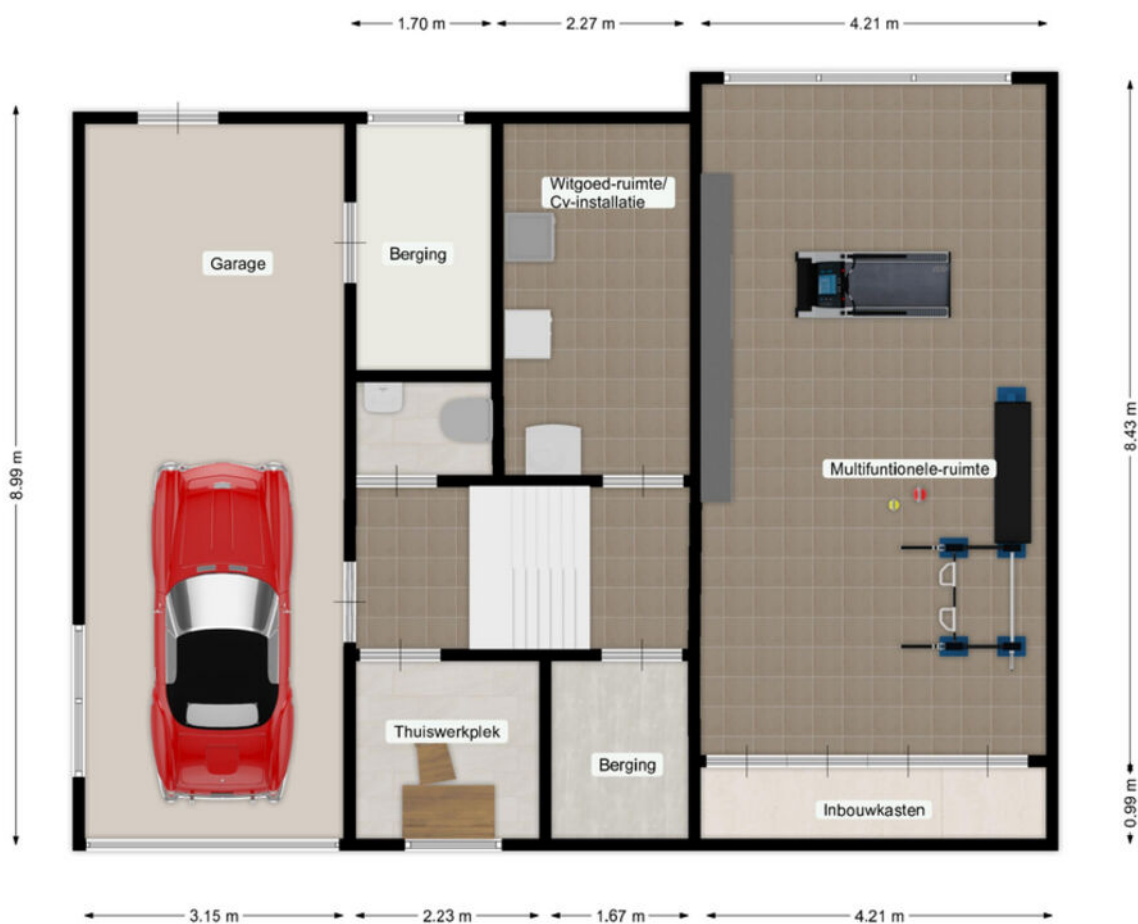 1.70 m
2.27 m
4.21 m
Witgoed-ruimte/
Cv-installatie
Berging
Garage
8.99 m
8.43 m
Multifuntionele-ruimte
Thuiswerkplek
Berging
Inbouwkasten
0.99 m
3.15 m
2.23 m
1.67 m
4.21 m